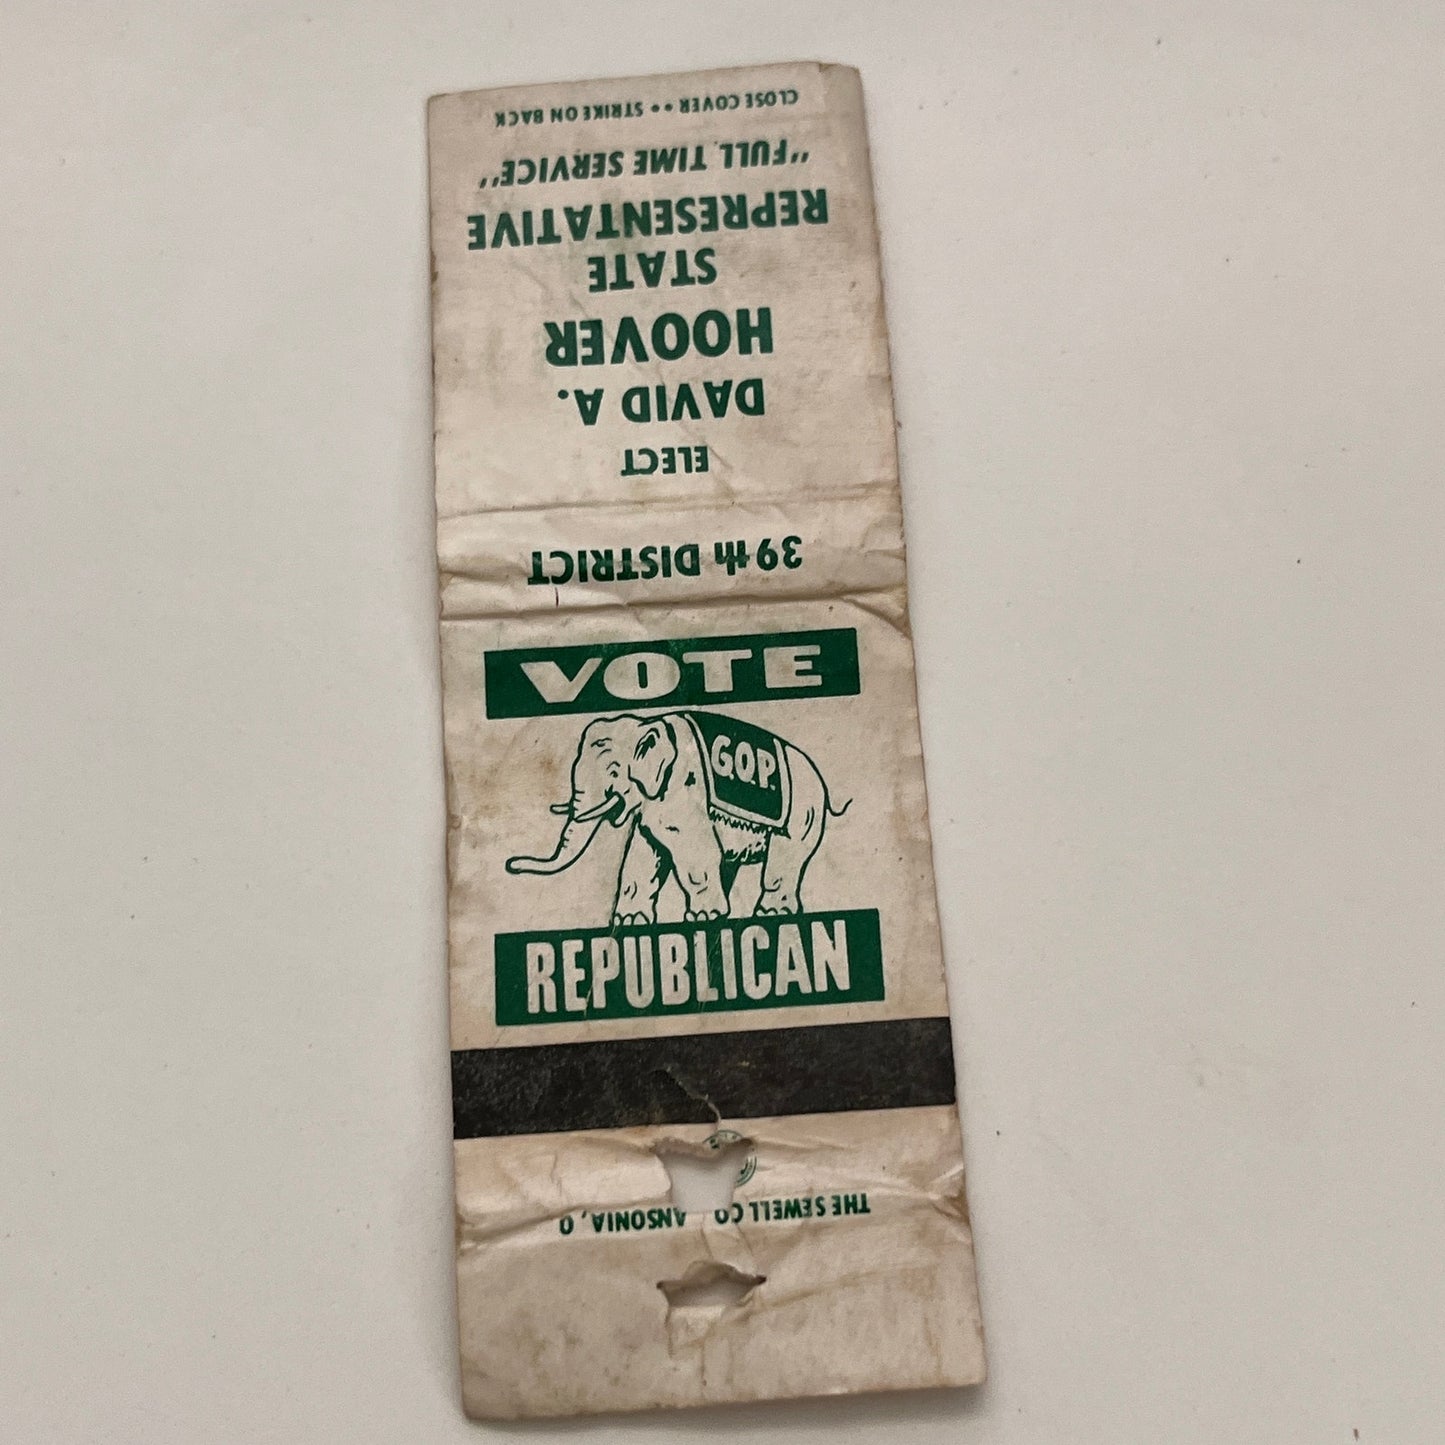 VOTE
G.O.P.
REPUBLICAN
39th DISTRICT
ELECT
DAVID A.
HOOVER
STATE
REPRESENTATIVE
"FULL TIME SERVICE"
CLOSE COVER •• STRIKE ON BACK
THE SEWELL CO ANSONIA, O